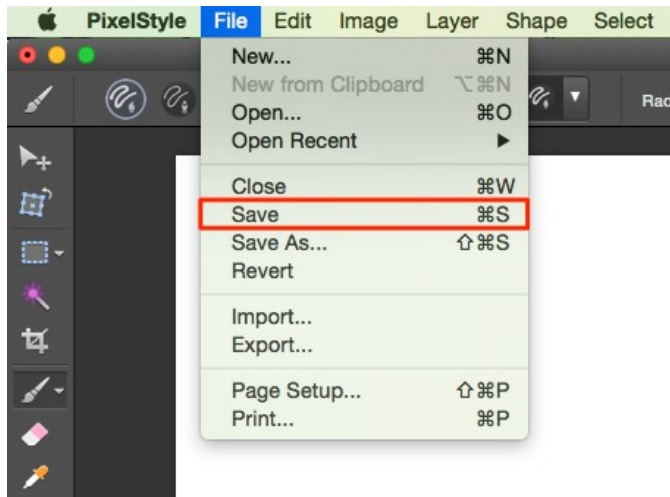 PixelStyle File Edit Image Layer Shape Select
New... ⌘N
New from Clipboard ⌥⌘N
Open... ⌘O
Open Recent ▶
Close ⌘W
Save ⌘S
Save As... ⇧⌘S
Revert
Import...
Export...
Page Setup... ⇧⌘P
Print... ⌘P
Rad